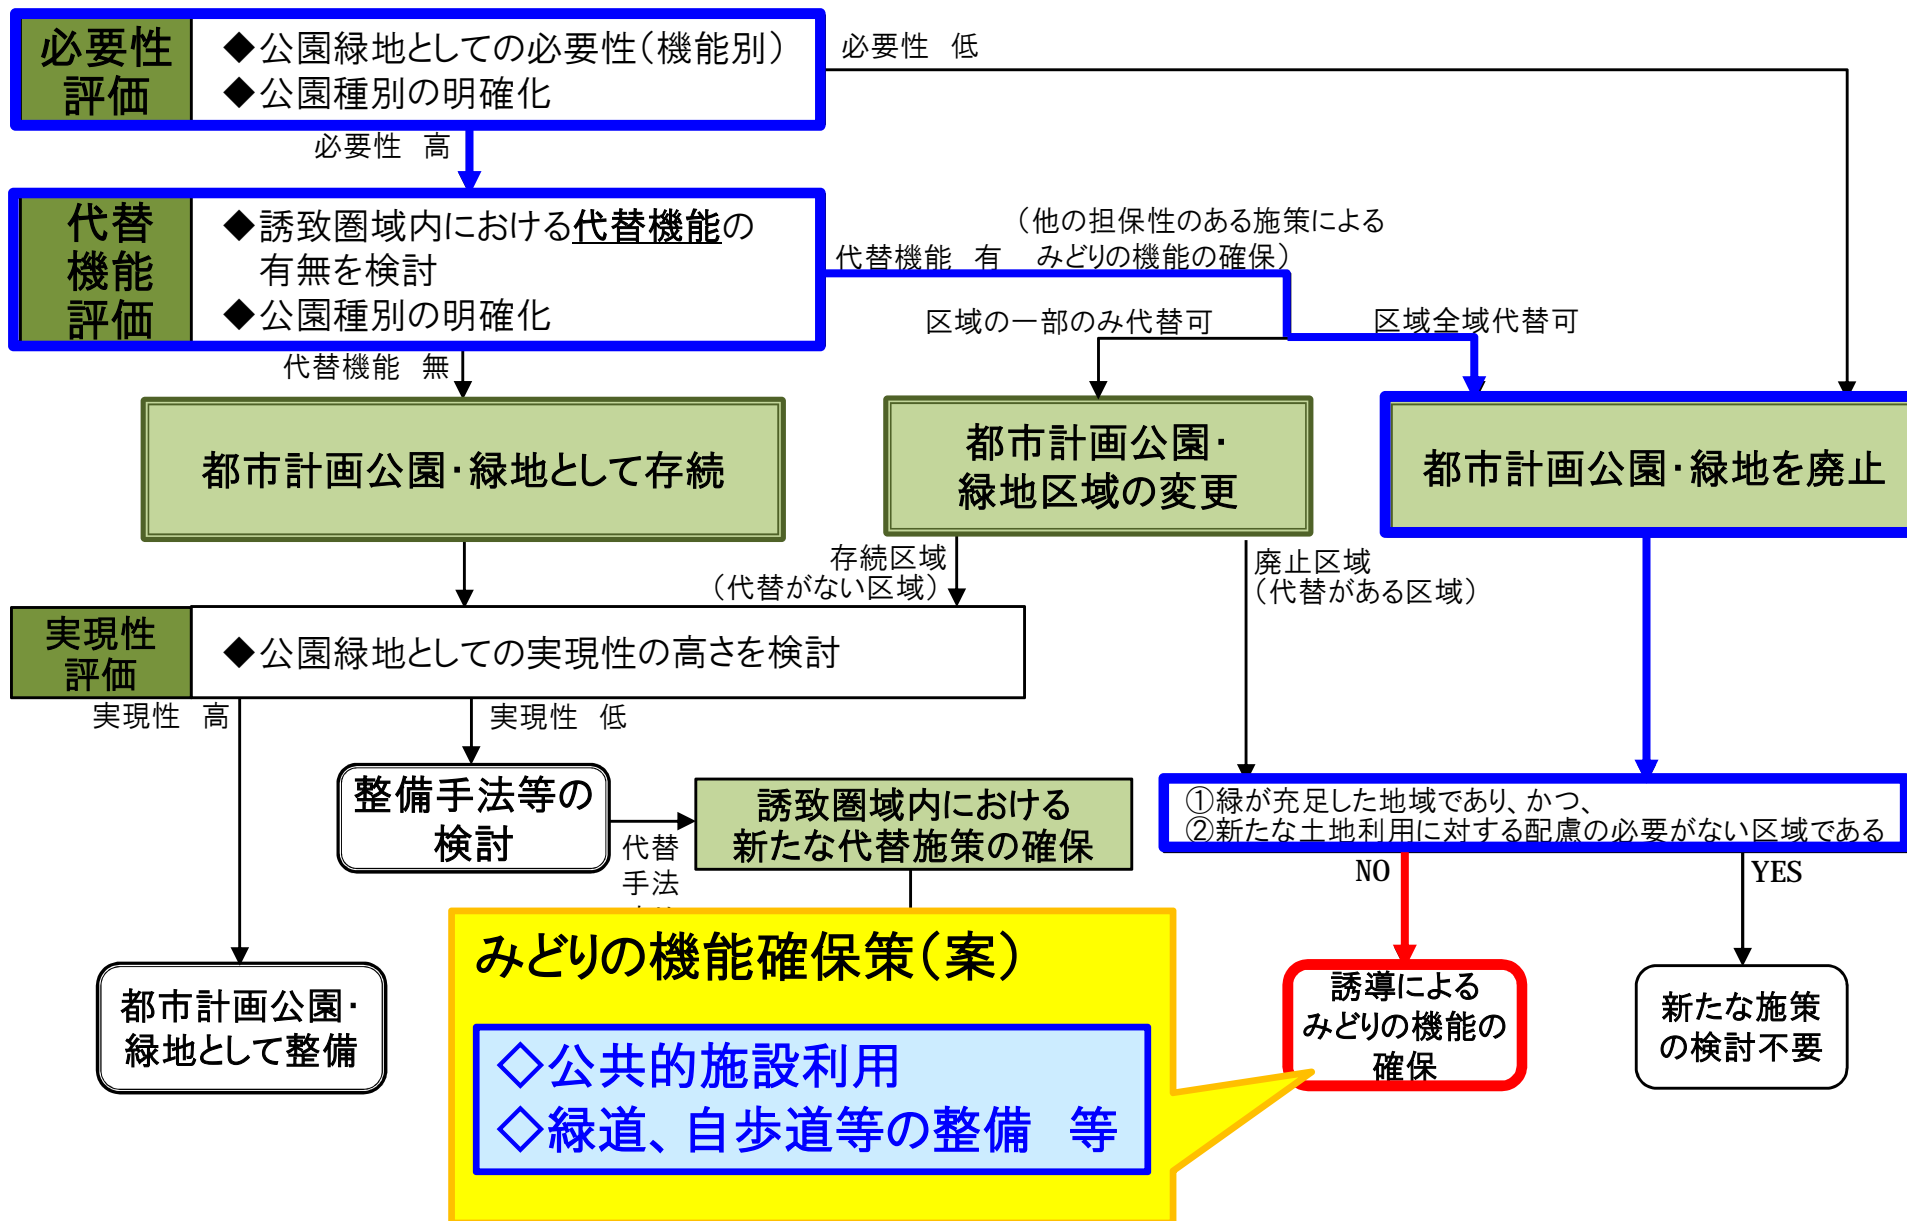 必要性
評価
◆公園緑地としての必要性（機能別）
◆公園種別の明確化
必要性　低
必要性　高
代替
機能
評価
◆誘致圏域内における代替機能の
有無を検討
◆公園種別の明確化
（他の担保性のある施策による
代替機能　有　みどりの機能の確保）
区域の一部のみ代替可
区域全域代替可
代替機能　無
都市計画公園・緑地として存続
都市計画公園・
緑地区域の変更
都市計画公園・緑地を廃止
存続区域
（代替がない区域）
廃止区域
（代替がある区域）
実現性
評価
◆公園緑地としての実現性の高さを検討
実現性　高
実現性　低
整備手法等の
検討
代替
手法
誘致圏域内における
新たな代替施策の確保
①緑が充足した地域であり、かつ、
②新たな土地利用に対する配慮の必要がない区域である
NO
YES
都市計画公園・
緑地として整備
みどりの機能確保策（案）
◇公共的施設利用
◇緑道、自歩道等の整備　等
誘導による
みどりの機能の
確保
新たな施策
の検討不要